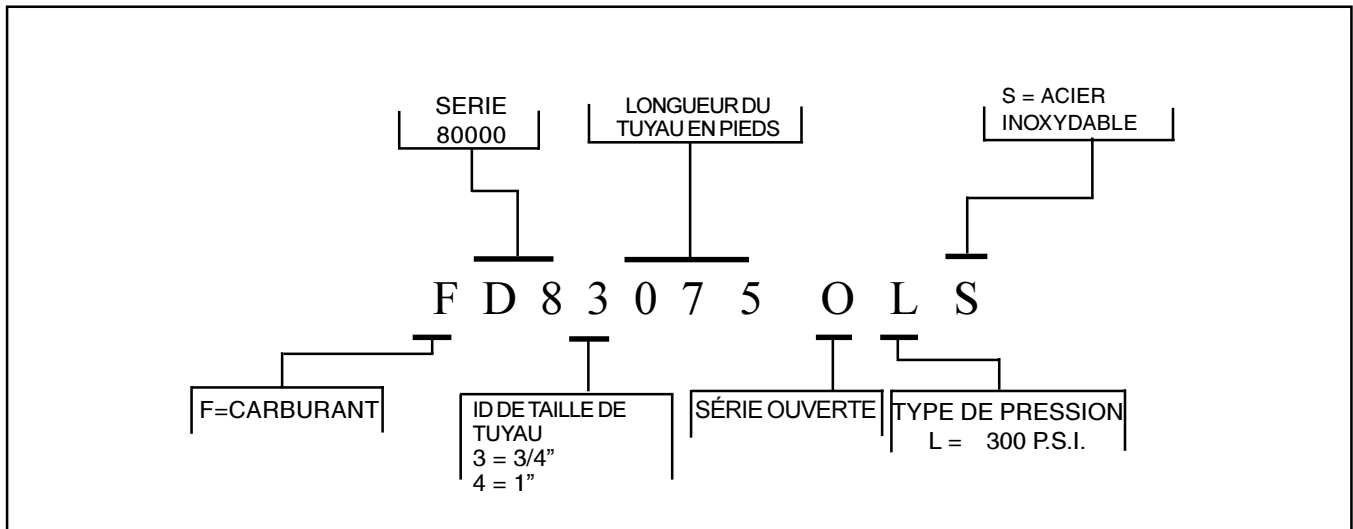 SERIE
80000
LONGUEUR DU
TUYAU EN PIEDS
S = ACIER
INOXYDABLE
F D 8 3 0 7 5 O L S
F=CARBURANT
ID DE TAILLE DE
TUYAU
3 = 3/4”
4 = 1”
SÉRIE OUVERTE
TYPE DE PRESSION
L = 300 P.S.I.